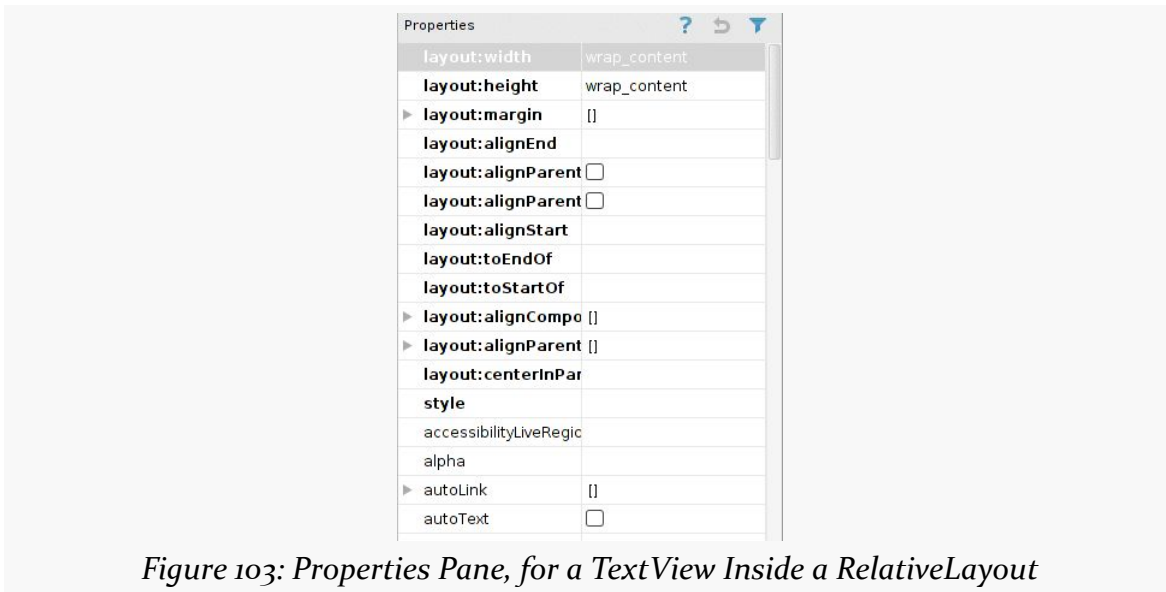 Properties ?
layout:width wrap_content
layout:height wrap_content
layout:margin []
layout:alignEnd
layout:alignParent
layout:alignParent
layout:alignStart
layout:toEndOf
layout:toStartOf
layout:alignCompo []
layout:alignParent []
layout:centerInPar
style
accessibilityLiveRegio
alpha
autoLink []
autoText
Figure 103: Properties Pane, for a TextView Inside a RelativeLayout